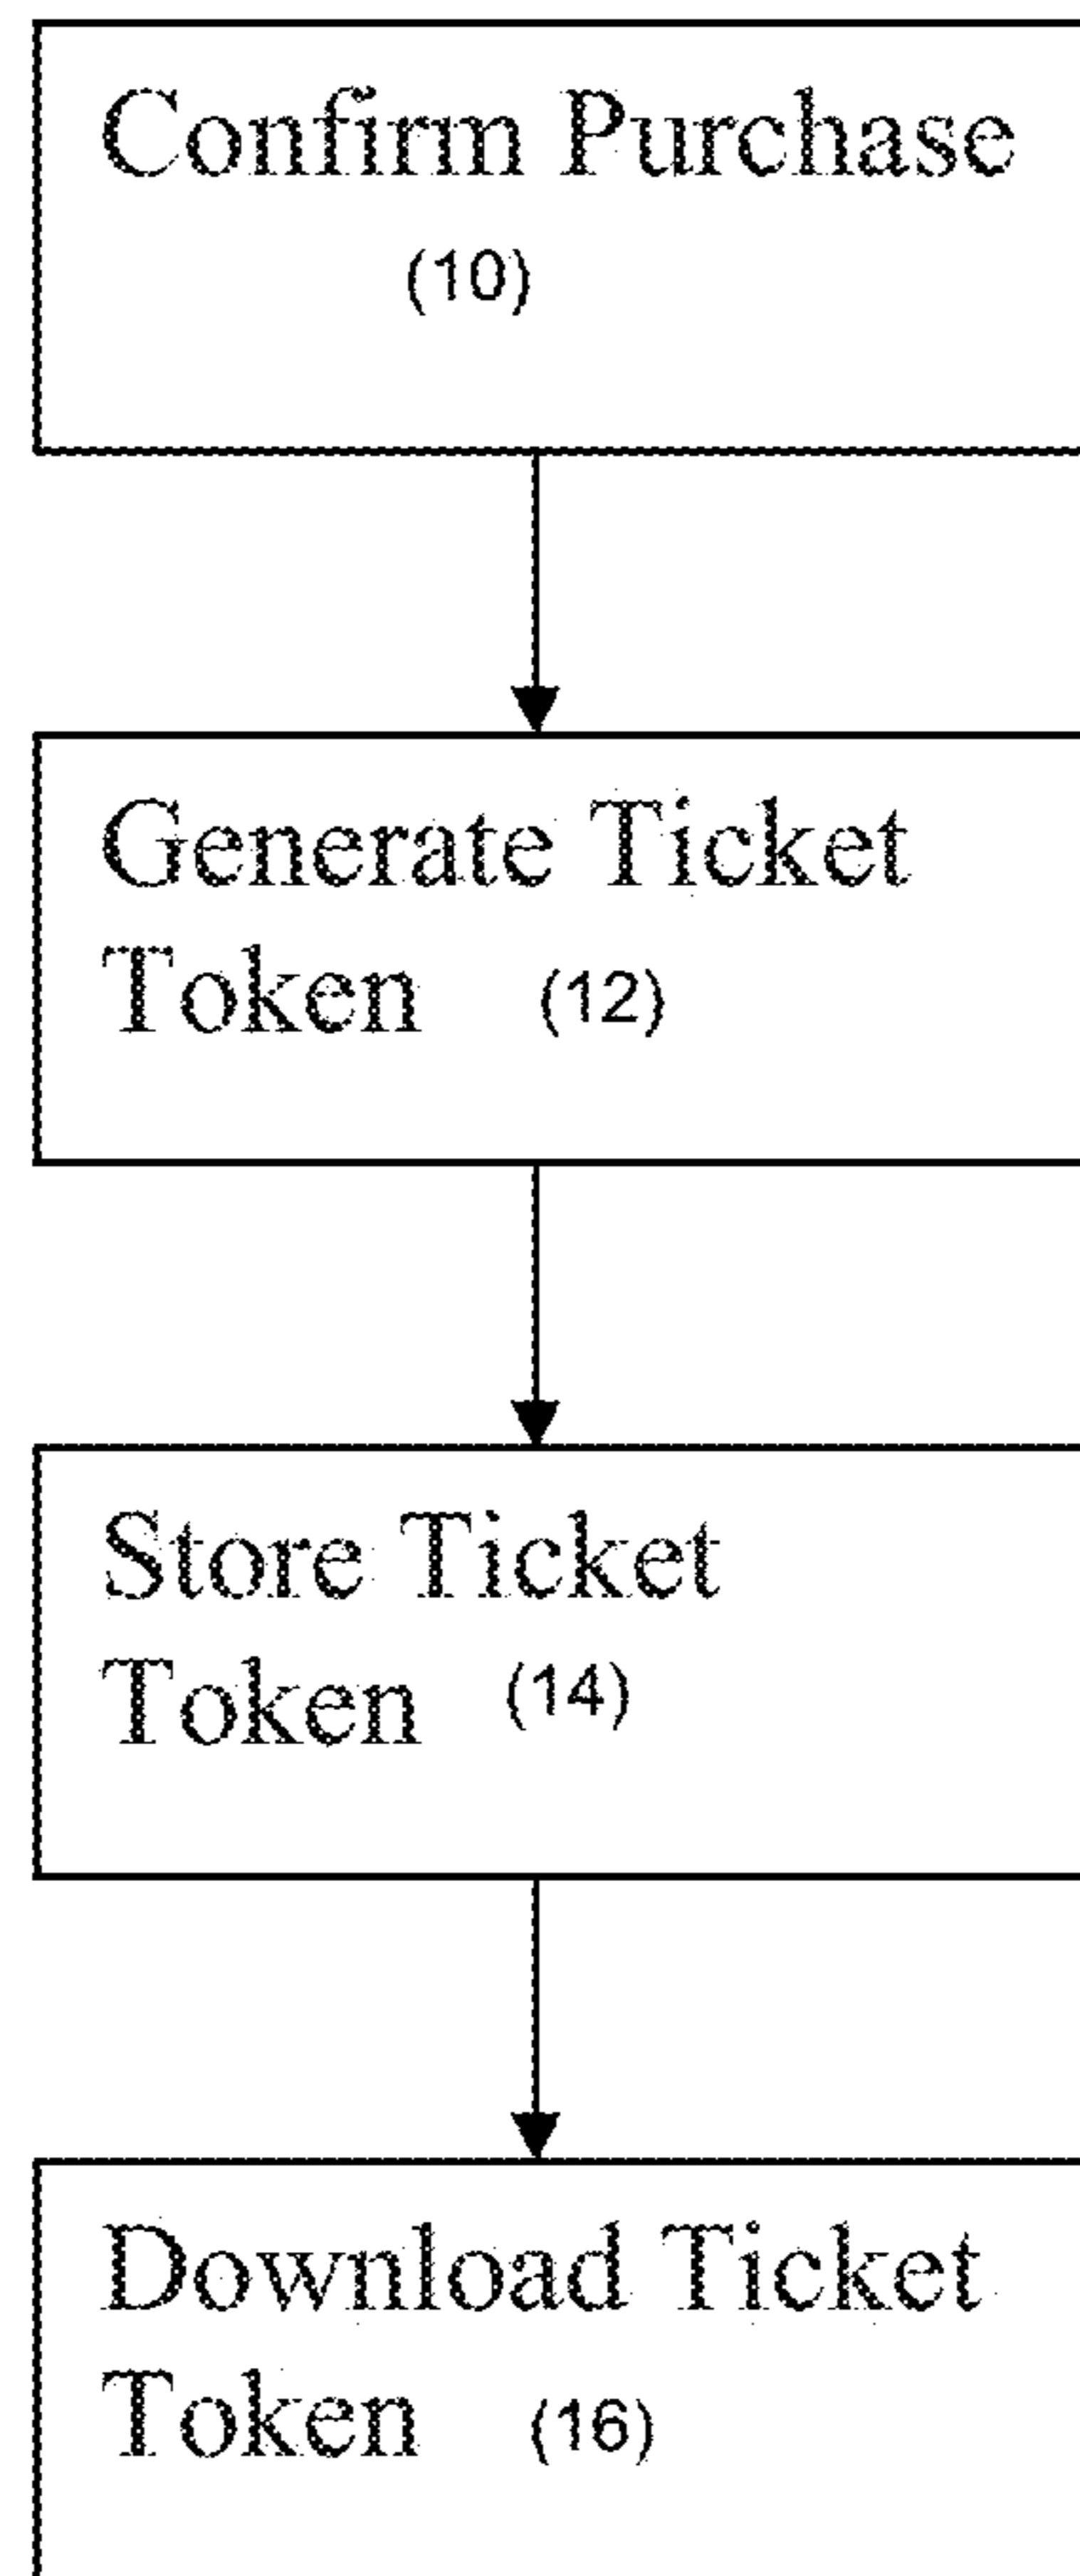 Confirm Purchase
(10)
Generate Ticket
Token (12)
Store Ticket
Token (14)
Download Ticket
Token (16)